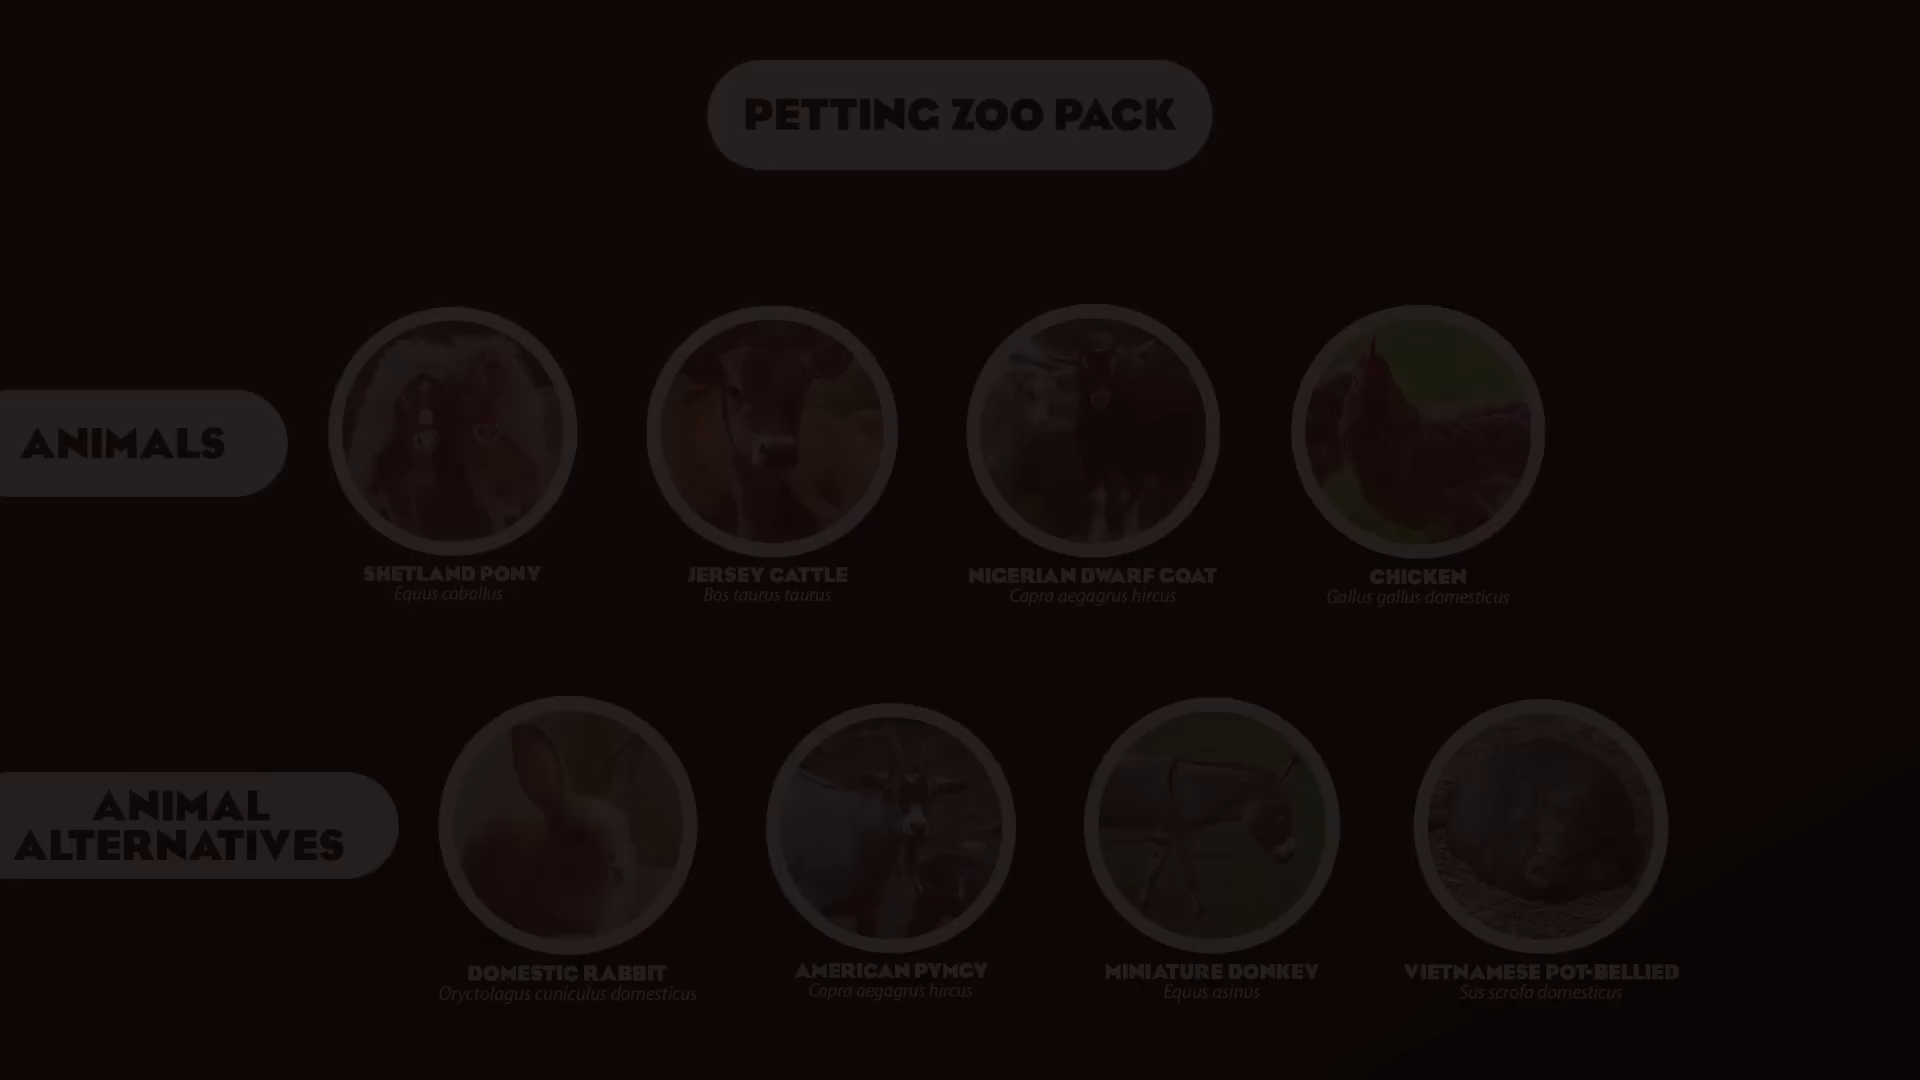 PETTING ZOO PACK
ANIMALS
SHETLAND PONY
Equus caballus
JERSEY CATTLE
Bos taurus taurus
NIGERIAN DWARF GOAT
Capra aegagrus hircus
CHICKEN
Gallus gallus domesticus
ANIMAL
ALTERNATIVES
DOMESTIC RABBIT
Oryctolagus cuniculus domesticus
AMERICAN PYMGY
Capra aegagrus hircus
MINIATURE DONKEY
Equus asinus
VIETNAMESE POT-BELLIED
Sus scrofa domesticus